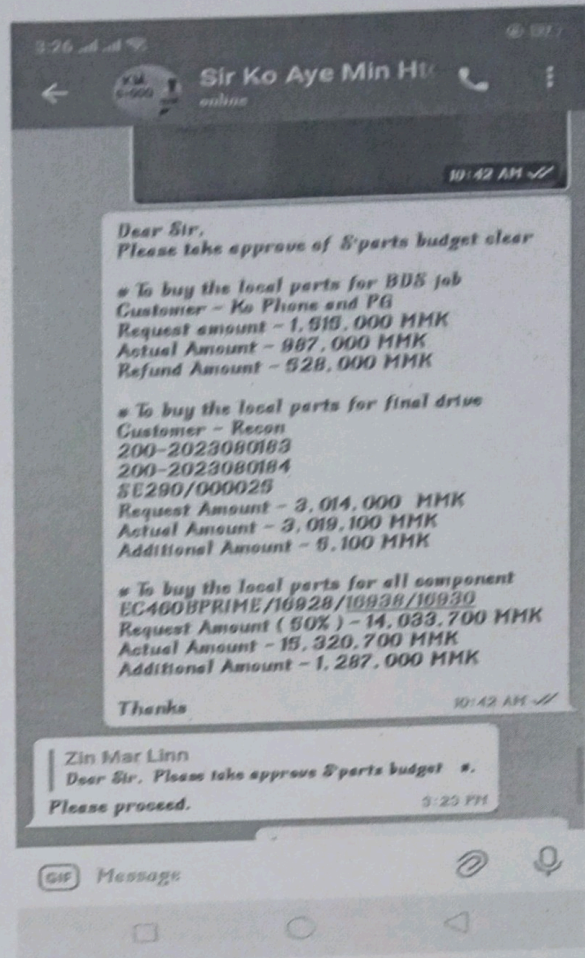 3:26
Sir Ko Aye Min Ht
online
10:42 AM
Dear Sir,
Please take approve of S'parts budget clear
* To buy the local parts for BDS job
Customer - Ko Phone and PG
Request amount - 1,515,000 MMK
Actual Amount - 987,000 MMK
Refund Amount - 528,000 MMK
* To buy the local parts for final drive
Customer - Recon
200-2023080183
200-2023080184
SE290/000025
Request Amount - 3,014,000 MMK
Actual Amount - 3,019,100 MMK
Additional Amount - 5,100 MMK
* To buy the local parts for all component
EC460BPRIME/16928/16938/16930
Request Amount ( 50% ) - 14,033,700 MMK
Actual Amount - 15,320,700 MMK
Additional Amount - 1,287,000 MMK
Thanks
10:42 AM
Zin Mar Linn
Dear Sir, Please take approve S'parts budget *.
Please proceed.
3:23 PM
GIF Message